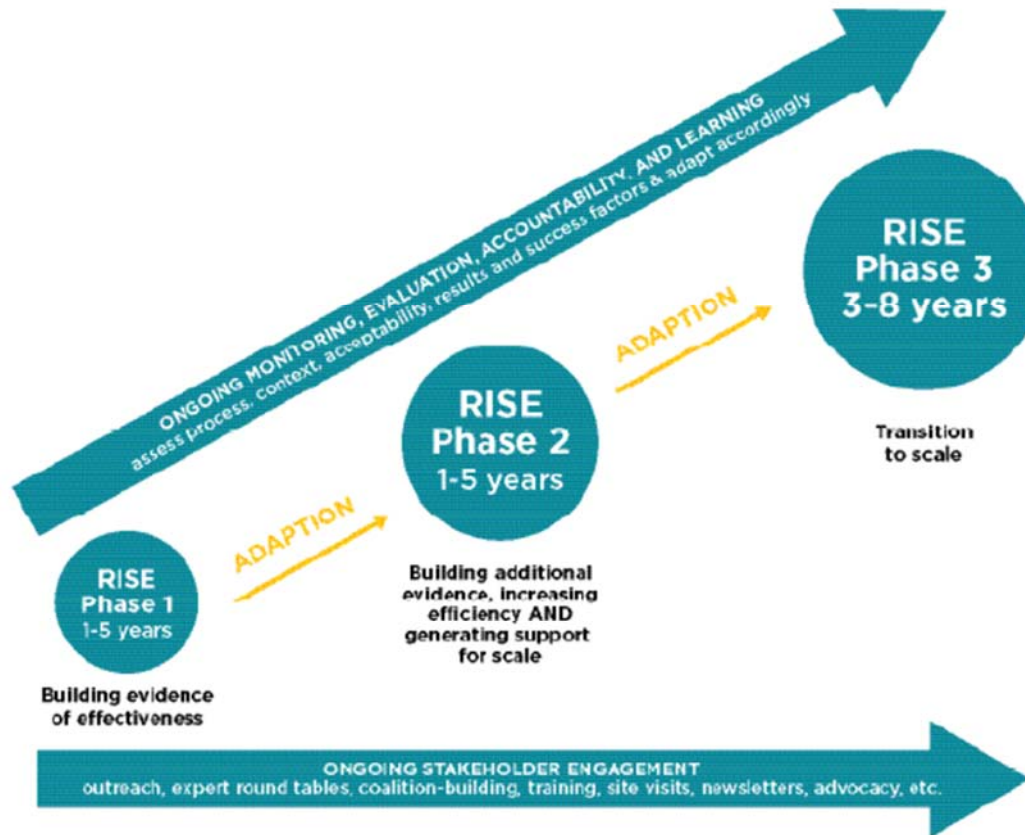 ONGOING MONITORING, EVALUATION, ACCOUNTABILITY, AND LEARNING
assess process, context, acceptability, results and success factors & adapt accordingly
RISE
Phase 1
1-5 years
Building evidence
of effectiveness
ADAPTION
RISE
Phase 2
1-5 years
Building additional
evidence, increasing
efficiency AND
generating support
for scale
ADAPTION
RISE
Phase 3
3-8 years
Transition
to scale
ONGOING STAKEHOLDER ENGAGEMENT
outreach, expert round tables, coalition-building, training, site visits, newsletters, advocacy, etc.